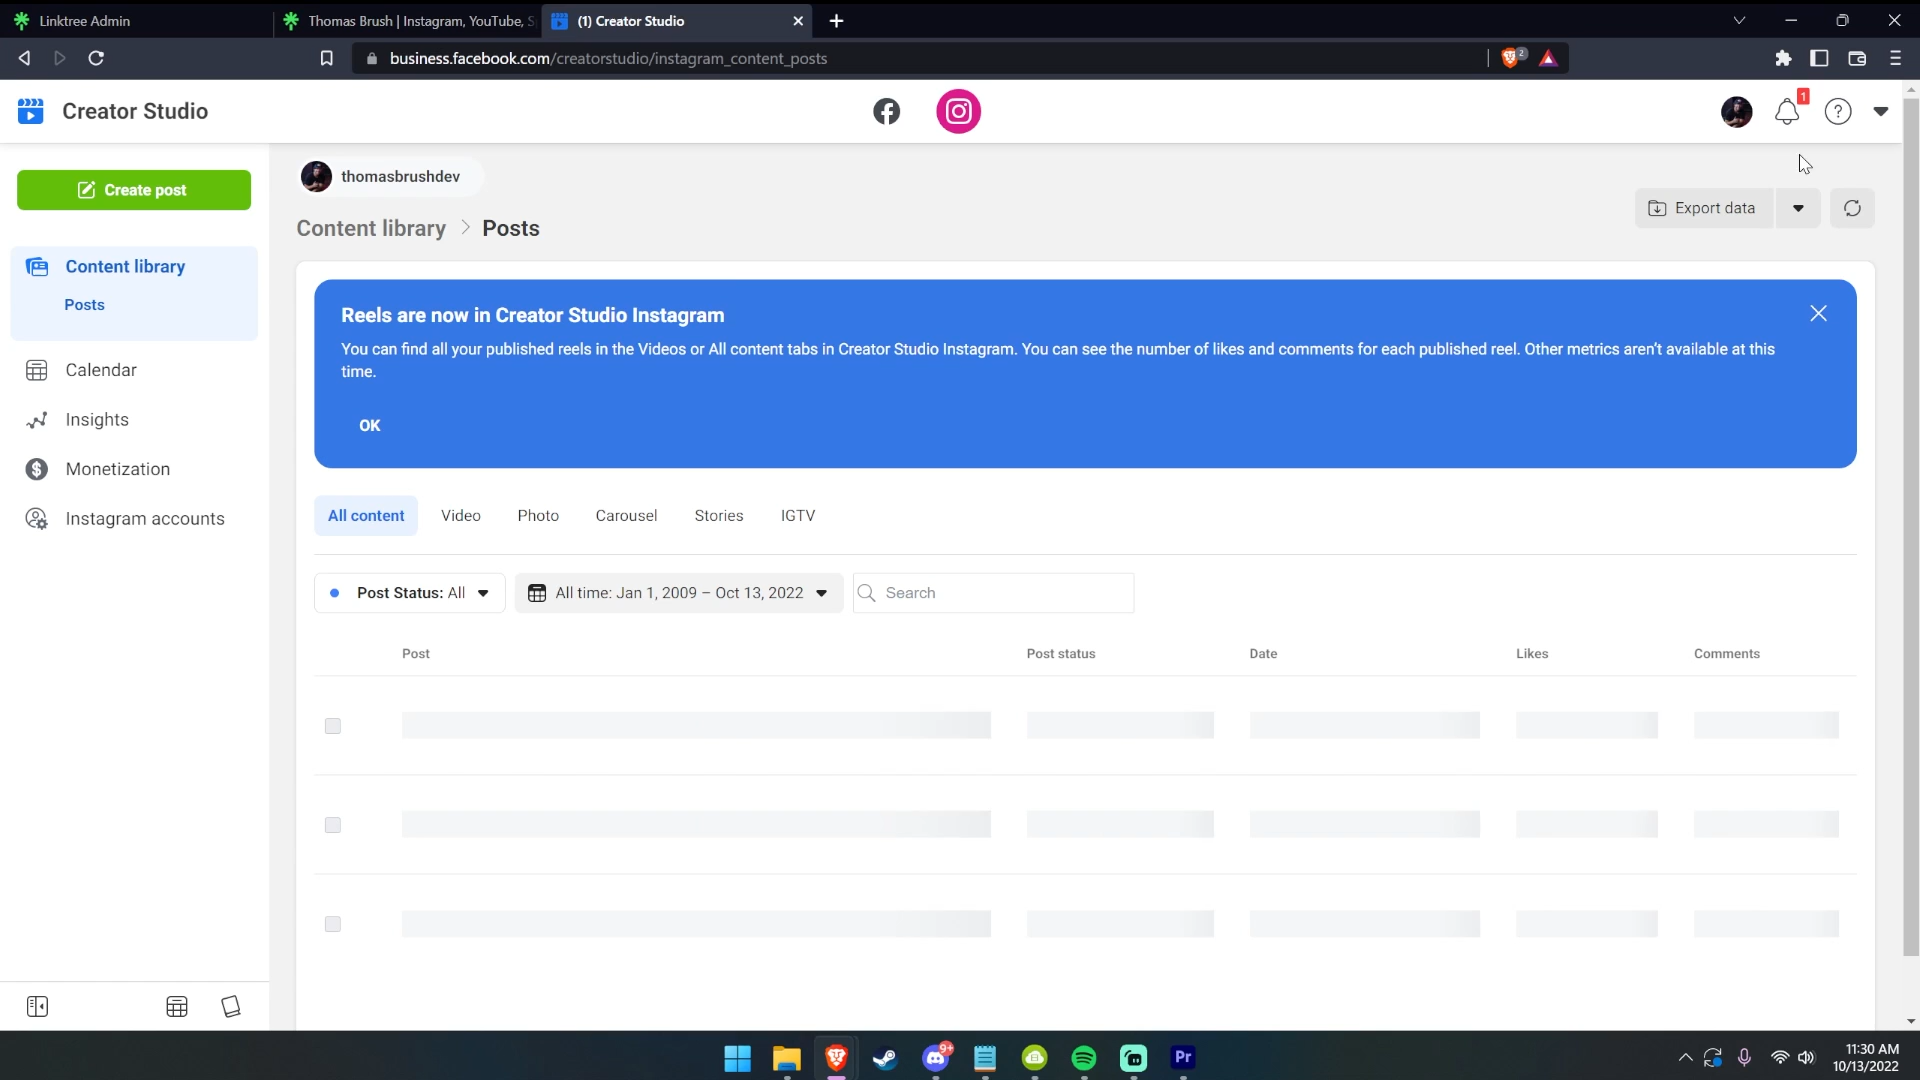 Linktree Admin
Thomas Brush | Instagram, YouTube, S
(1) Creator Studio
business.facebook.com/creatorstudio/instagram_content_posts
2
Creator Studio
1
?
Create post
thomasbrushdev
Export data
Content library > Posts
Content library
Posts
Calendar
Insights
Monetization
Instagram accounts
Reels are now in Creator Studio Instagram
You can find all your published reels in the Videos or All content tabs in Creator Studio Instagram. You can see the number of likes and comments for each published reel. Other metrics aren't available at this
time.
OK
All content Video Photo Carousel Stories IGTV
Post Status: All All time: Jan 1, 2009 – Oct 13, 2022 Search
Post Post status Date Likes Comments
9+
Pr
11:30 AM
10/13/2022